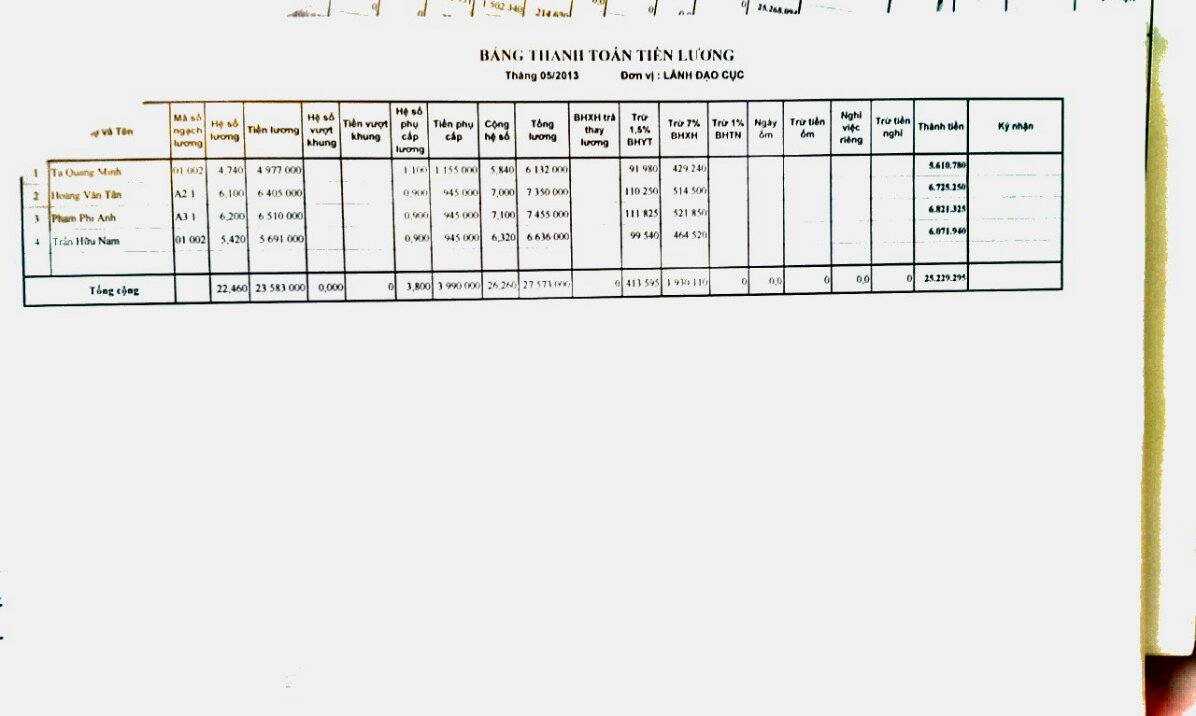 1 502 340 214 630 0 25.268.094
BẢNG THANH TOÁN TIỀN LƯƠNG
Tháng 05/2013 Đơn vị : LÃNH ĐẠO CỤC
và Tên Mã số ngạch lương Hệ số lương Tiền lương Hệ số vượt khung Tiền vượt khung Hệ số phụ cấp lương Tiền phụ cấp Cộng hệ số Tổng lương BHXH trả thay lương Trừ 1,5% BHYT Trừ 7% BHXH Trừ 1% BHTN Ngày ốm Trừ tiền ốm Nghỉ việc riêng Trừ tiền nghỉ Thành tiền Ký nhận
1 Tạ Quang Minh 01 002 4,740 4 977 000 1,100 1 155 000 5,840 6 132 000 91 980 429 240 5.610.780
2 Hoàng Văn Tấn A2 1 6,100 6 405 000 0,900 945 000 7,000 7 350 000 110 250 514 500 6.725.250
3 Phạm Phi Anh A3 1 6,200 6 510 000 0,900 945 000 7,100 7 455 000 111 825 521 850 6.821.325
4 Trần Hữu Nam 01 002 5,420 5 691 000 0,900 945 000 6,320 6 636 000 99 540 464 520 6.071.940
Tổng cộng 22,460 23 583 000 0,000 0 3,800 3 990 000 26,260 27 573 000 0 413 595 1 930 110 0 0,0 0 0,0 0 25.229.295